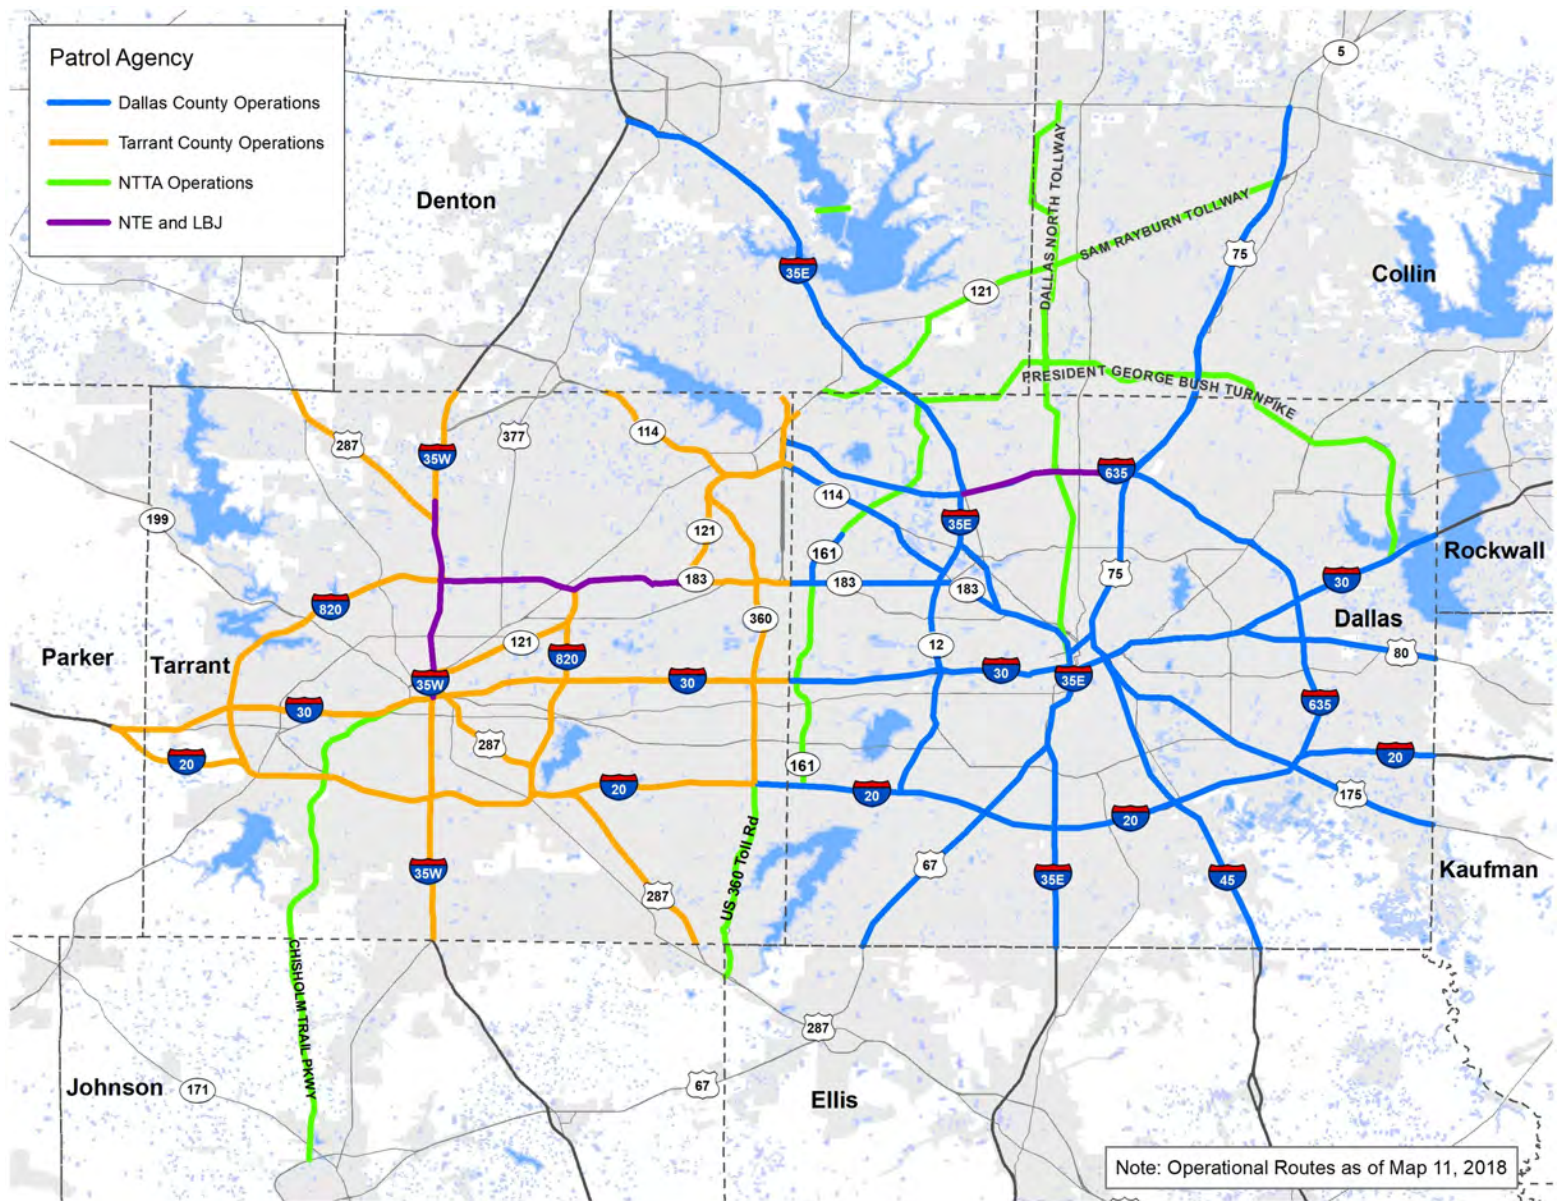 Patrol Agency
Dallas County Operations
Tarrant County Operations
NTTA Operations
NTE and LBJ
5
Denton
DALLAS NORTH TOLLWAY
SAM RAYBURN TOLLWAY
75
35E
Collin
121
PRESIDENT GEORGE BUSH TURNPIKE
287
377
114
35W
635
114
199
35E
121
161
Rockwall
183
183
75
30
183
820
360
Dallas
121
12
80
Parker
Tarrant
820
35W
30
30
35E
30
635
287
20
161
20
20
20
175
20
US 360 Toll Rd
67
35W
35E
45
Kaufman
287
CHISHOLM TRAIL PKWY
287
Johnson
171
67
Ellis
Note: Operational Routes as of Map 11, 2018